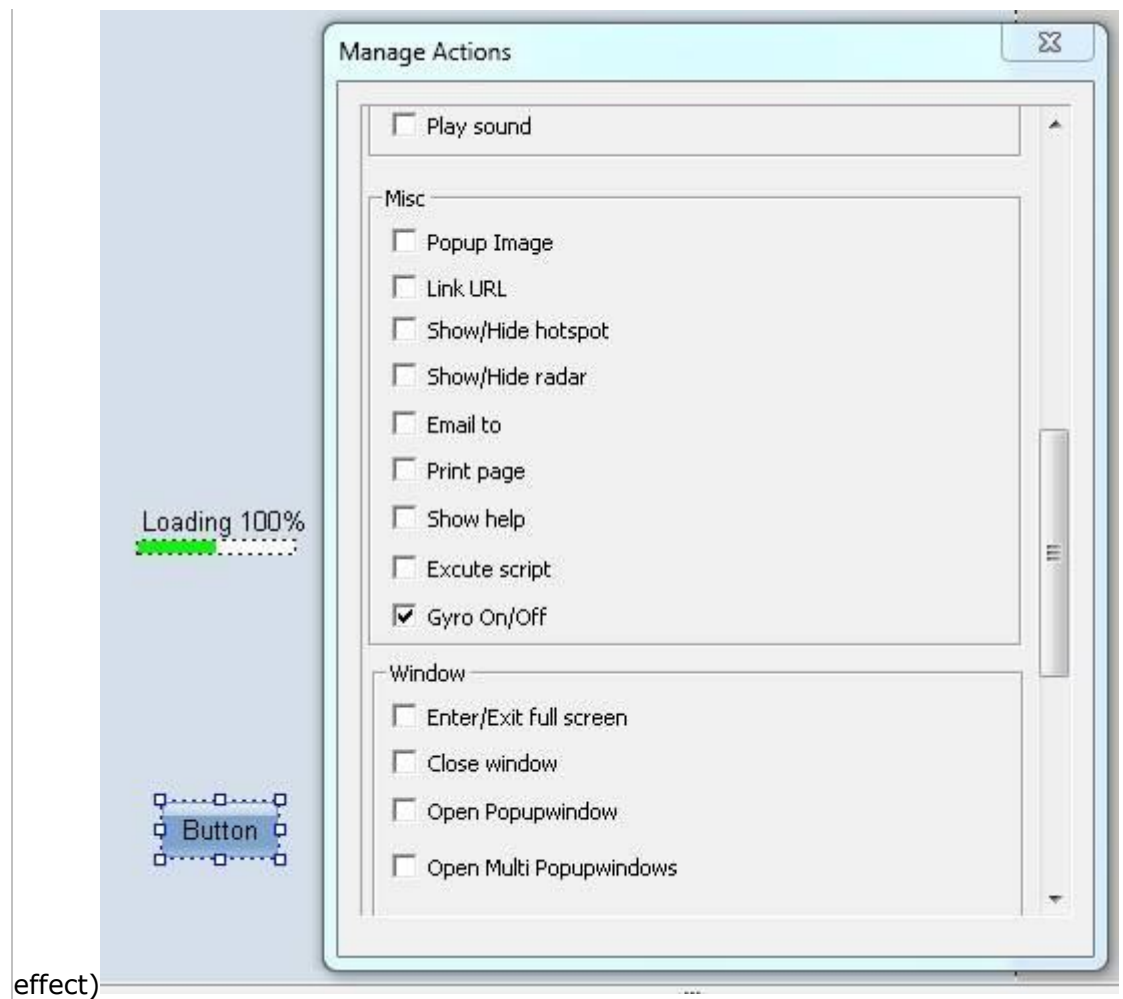 Manage Actions
Play sound
Misc
Popup Image
Link URL
Show/Hide hotspot
Show/Hide radar
Email to
Print page
Loading 100%
Show help
Excute script
Gyro On/Off
Window
Enter/Exit full screen
Close window
Open Popupwindow
Button
Open Multi Popupwindows
effect)